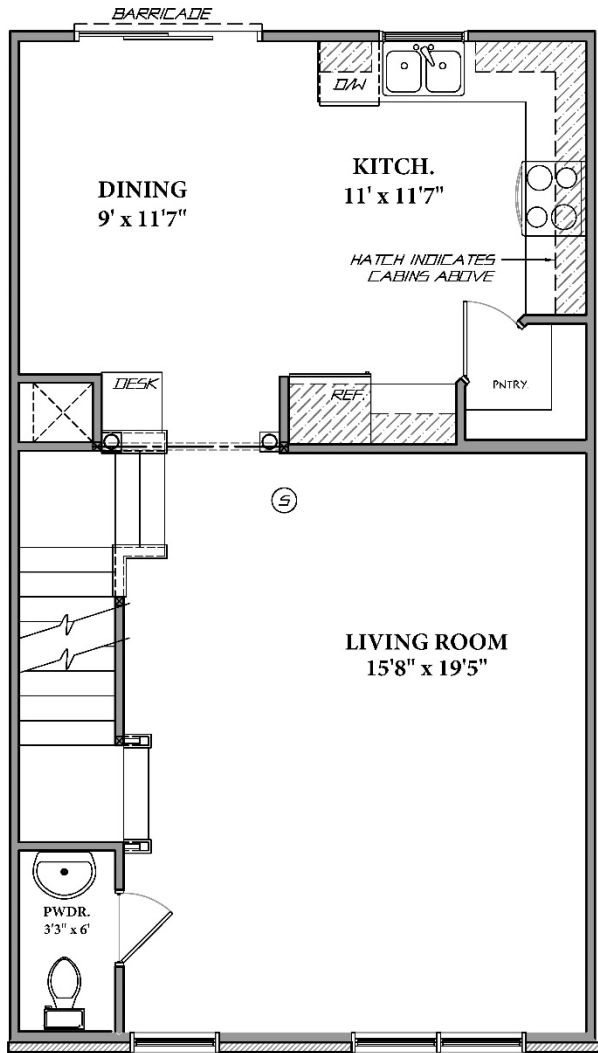 BARRICADE
D/W
KITCH.
11' x 11'7"
DINING
9' x 11'7"
HATCH INDICATES
CABINS ABOVE
DESK
REF.
PNTRY.
S
LIVING ROOM
15'8" x 19'5"
PWDR.
3'3" x 6'